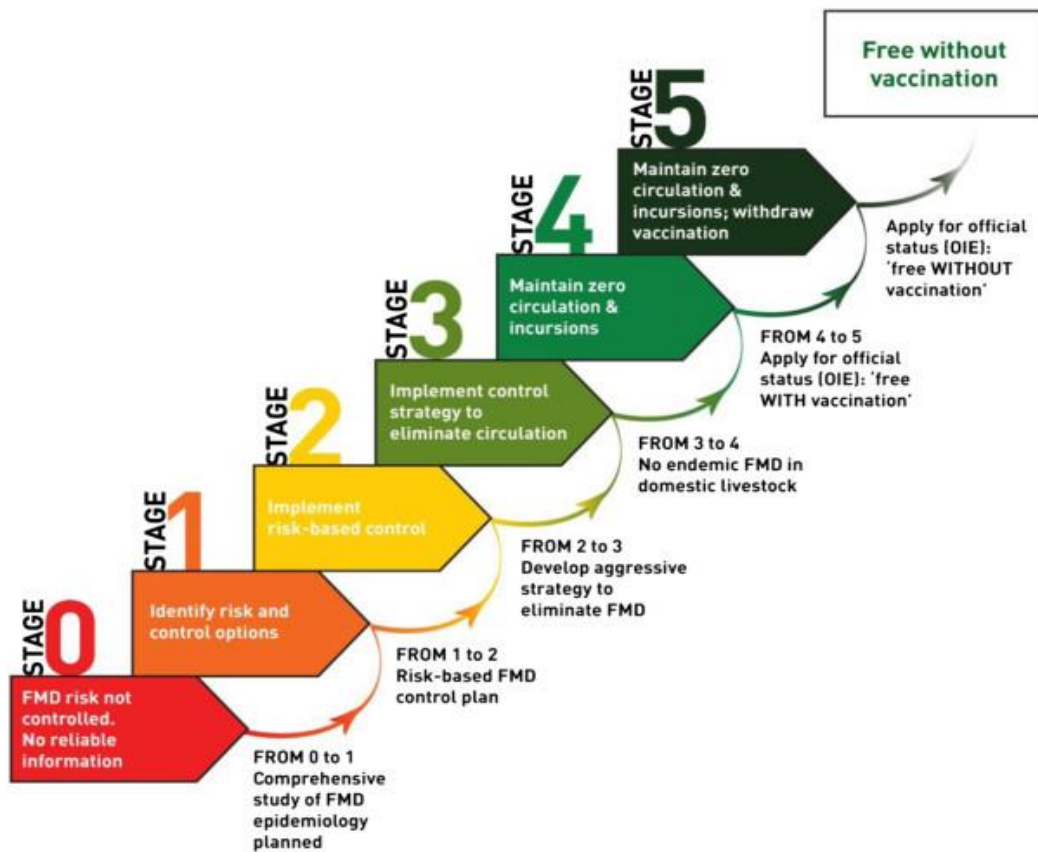 STAGE 0
FMD risk not
controlled.
No reliable
information
FROM 0 to 1
Comprehensive
study of FMD
epidemiology
planned
STAGE 1
Identify risk and
control options
FROM 1 to 2
Risk-based FMD
control plan
STAGE 2
Implement
risk-based control
FROM 2 to 3
Develop aggressive
strategy to
eliminate FMD
STAGE 3
Implement control
strategy to
eliminate circulation
FROM 3 to 4
No endemic FMD in
domestic livestock
STAGE 4
Maintain zero
circulation &
incursions
FROM 4 to 5
Apply for official
status (OIE): 'free
WITH vaccination'
STAGE 5
Maintain zero
circulation &
incursions; withdraw
vaccination
Apply for official
status (OIE):
'free WITHOUT
vaccination'
Free without
vaccination